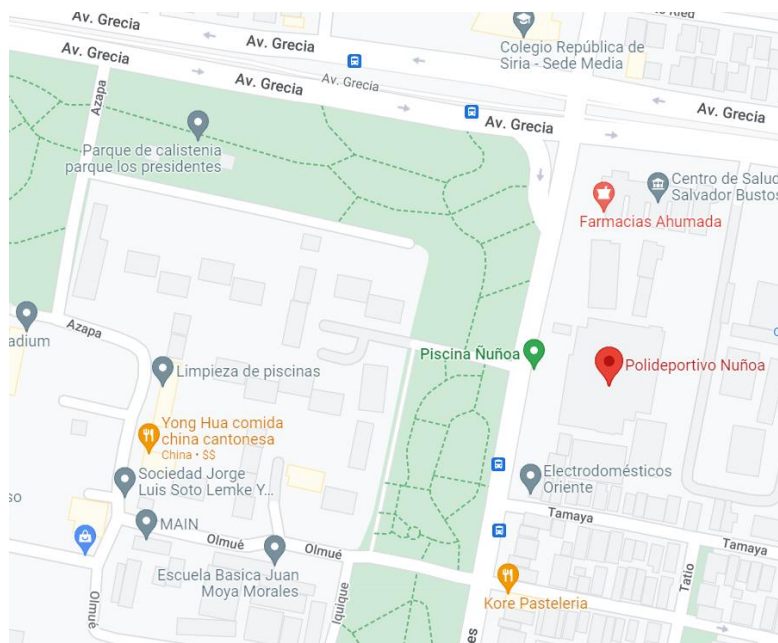 Av. Grecia
Av. Grecia
Av. Grecia
Av. Grecia
Av. Grecia
Av. Grecia
Colegio República de
Siria - Sede Media
Azapa
Parque de calistenia
parque los presidentes
Centro de Salud
Salvador Bustos
Farmacias Ahumada
Azapa
adium
Limpieza de piscinas
Piscina Ñuñoa
Polideportivo Nuñoa
Yong Hua comida
china cantonesa
China • $$
Sociedad Jorge
Luis Soto Lemke Y...
Electrodomésticos
Oriente
so
MAIN
Olmué
Olmué
Tamaya
Tamaya
Escuela Basica Juan
Moya Morales
Olmué
Iquique
Tatio
Kore Pasteleria
es